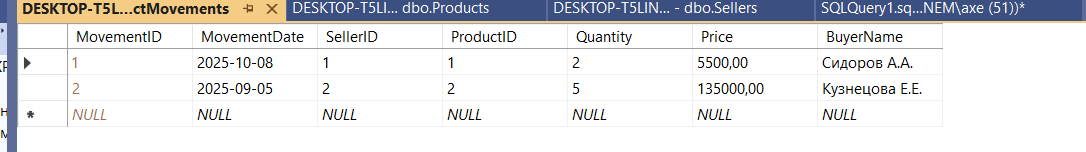 DESKTOP-T5L...ctMovements DESKTOP-T5LI... dbo.Products DESKTOP-T5LIN... - dbo.Sellers SQLQuery1.sq...NEM\axe (51))*
MovementID MovementDate SellerID ProductID Quantity Price BuyerName
1 2025-10-08 1 1 2 5500,00 Сидоров А.А.
2 2025-09-05 2 2 5 135000,00 Кузнецова Е.Е.
NULL NULL NULL NULL NULL NULL NULL